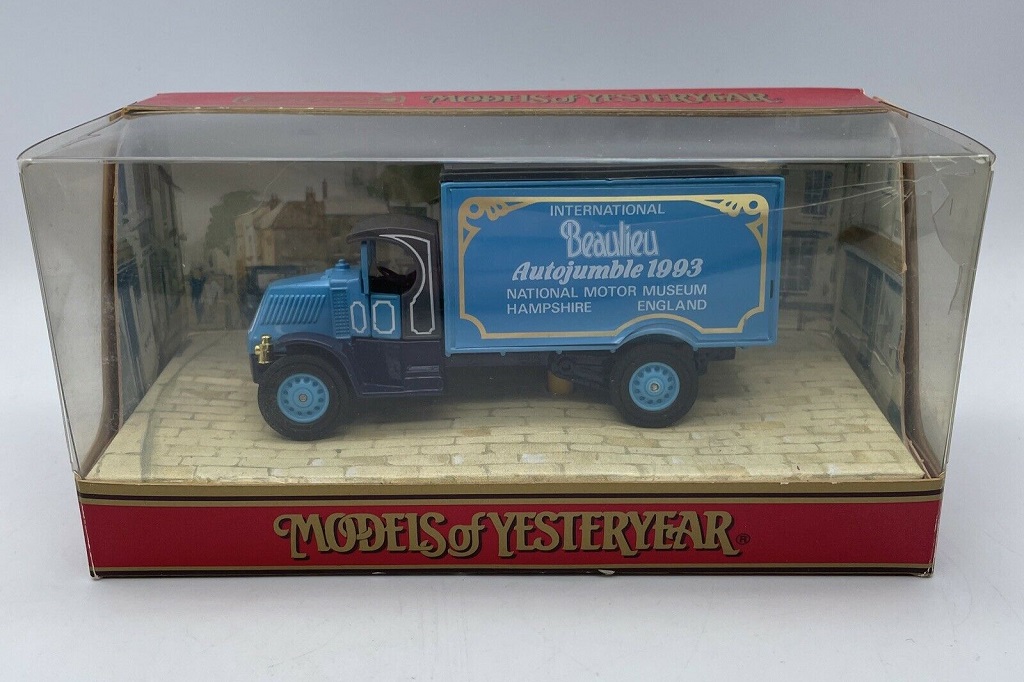 MODELS of YESTERYEAR
INTERNATIONAL
Beaulieu
Autojumble 1993
NATIONAL MOTOR MUSEUM
HAMPSHIRE ENGLAND
MODELS of YESTERYEAR®